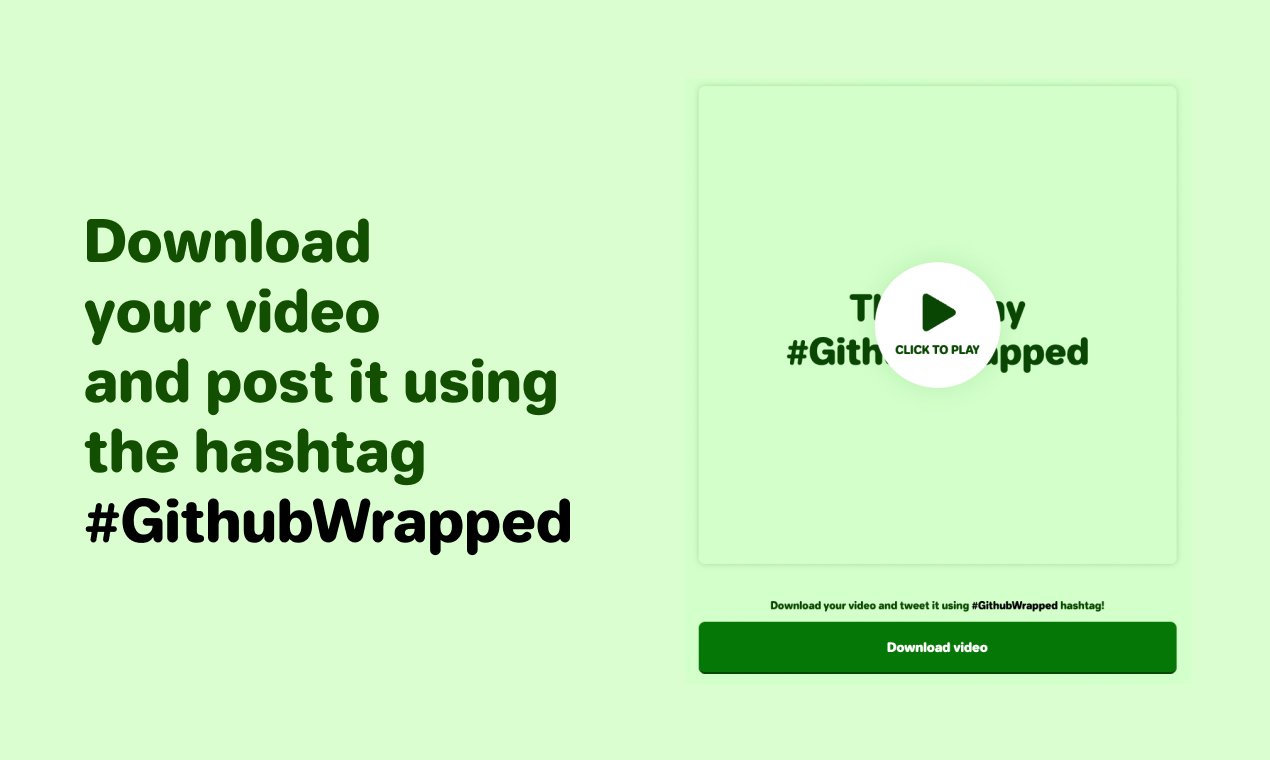 Download
your video
and post it using
the hashtag
#GithubWrapped
CLICK TO PLAY
Download your video and tweet it using #GithubWrapped hashtag!
Download video